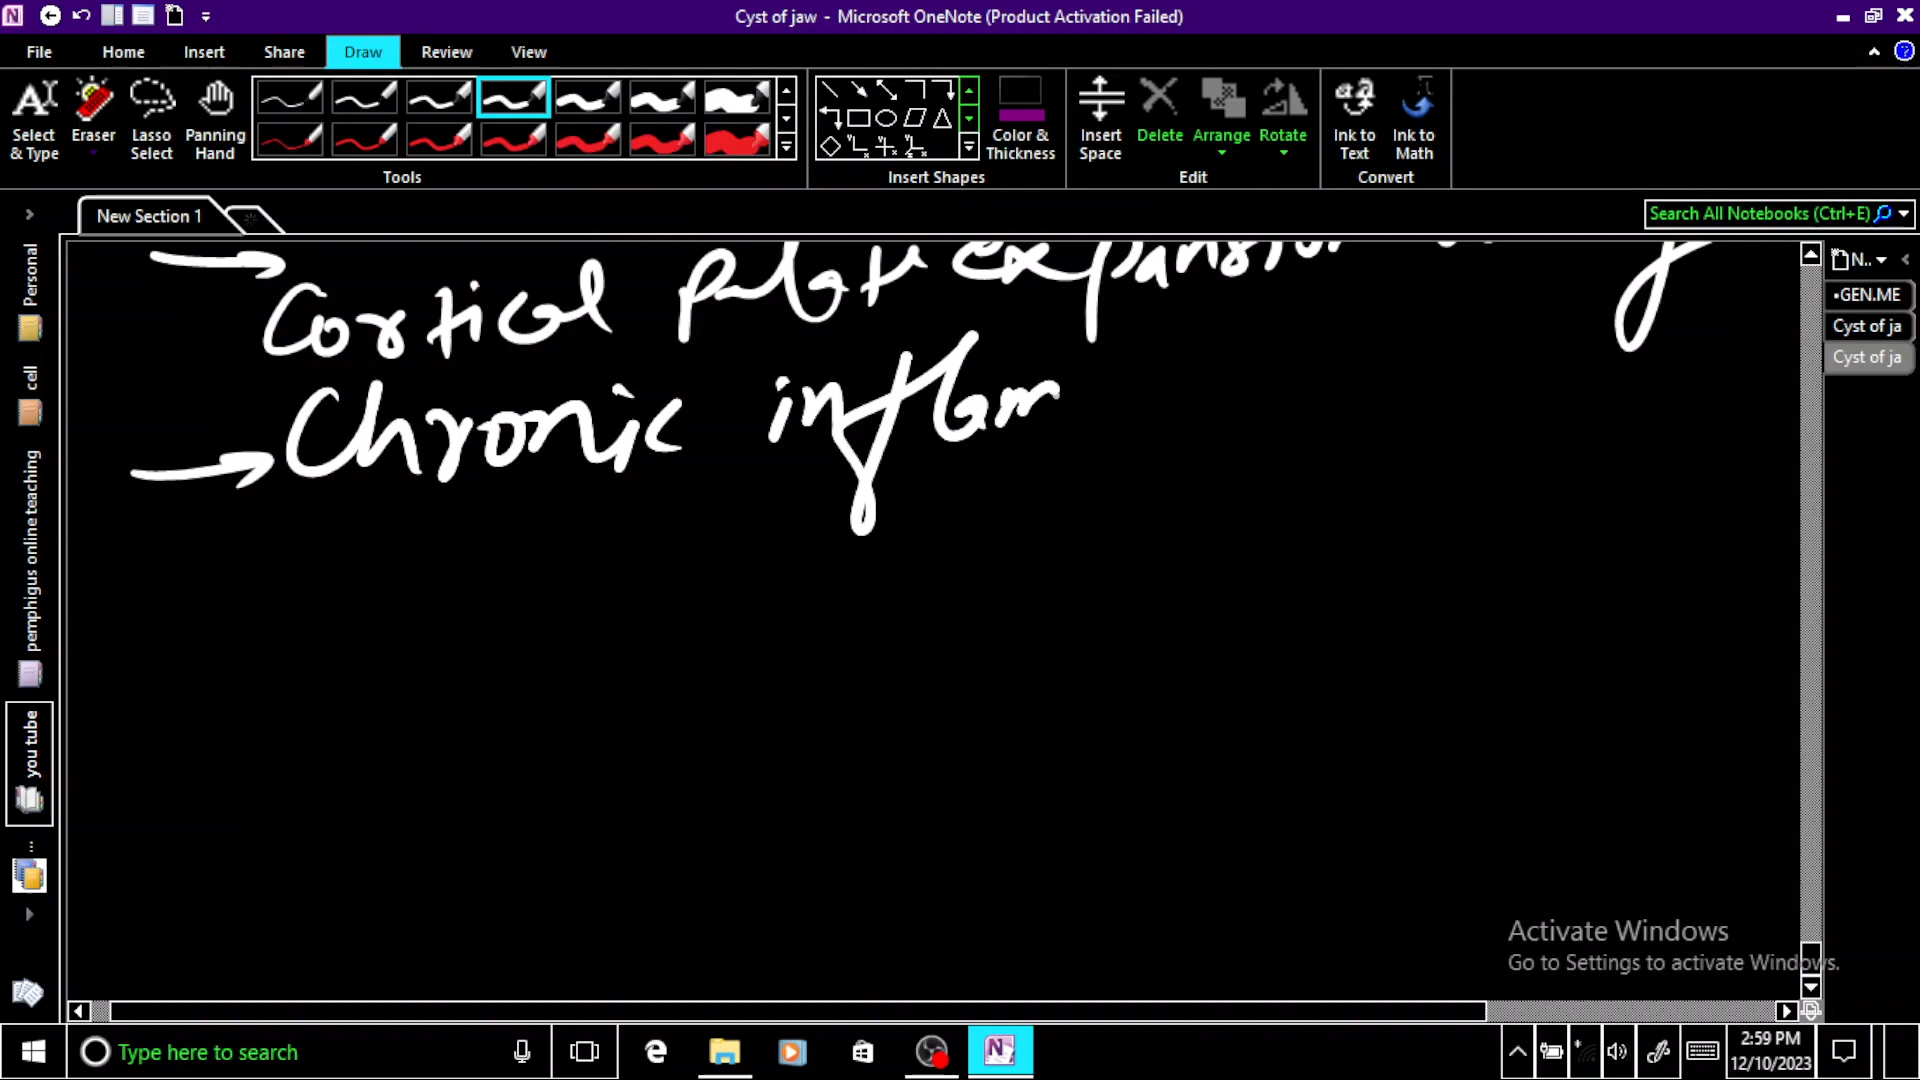 Cyst of jaw - Microsoft OneNote (Product Activation Failed)
File Home Insert Share Draw Review View
Select & Type
Eraser
Lasso Select
Panning Hand
Color & Thickness
Insert Space
Delete
Arrange
Rotate
Ink to Text
Ink to Math
Tools
Insert Shapes
Edit
Convert
New Section 1
Search All Notebooks (Ctrl+E)
Personal
cell
pemphigus online teaching
you tube
N..
GEN.ME
Cyst of ja
Cyst of ja
Cortical plate expansion
Chronic inflam
Activate Windows
Go to Settings to activate Windows.
Type here to search
2:59 PM
12/10/2023